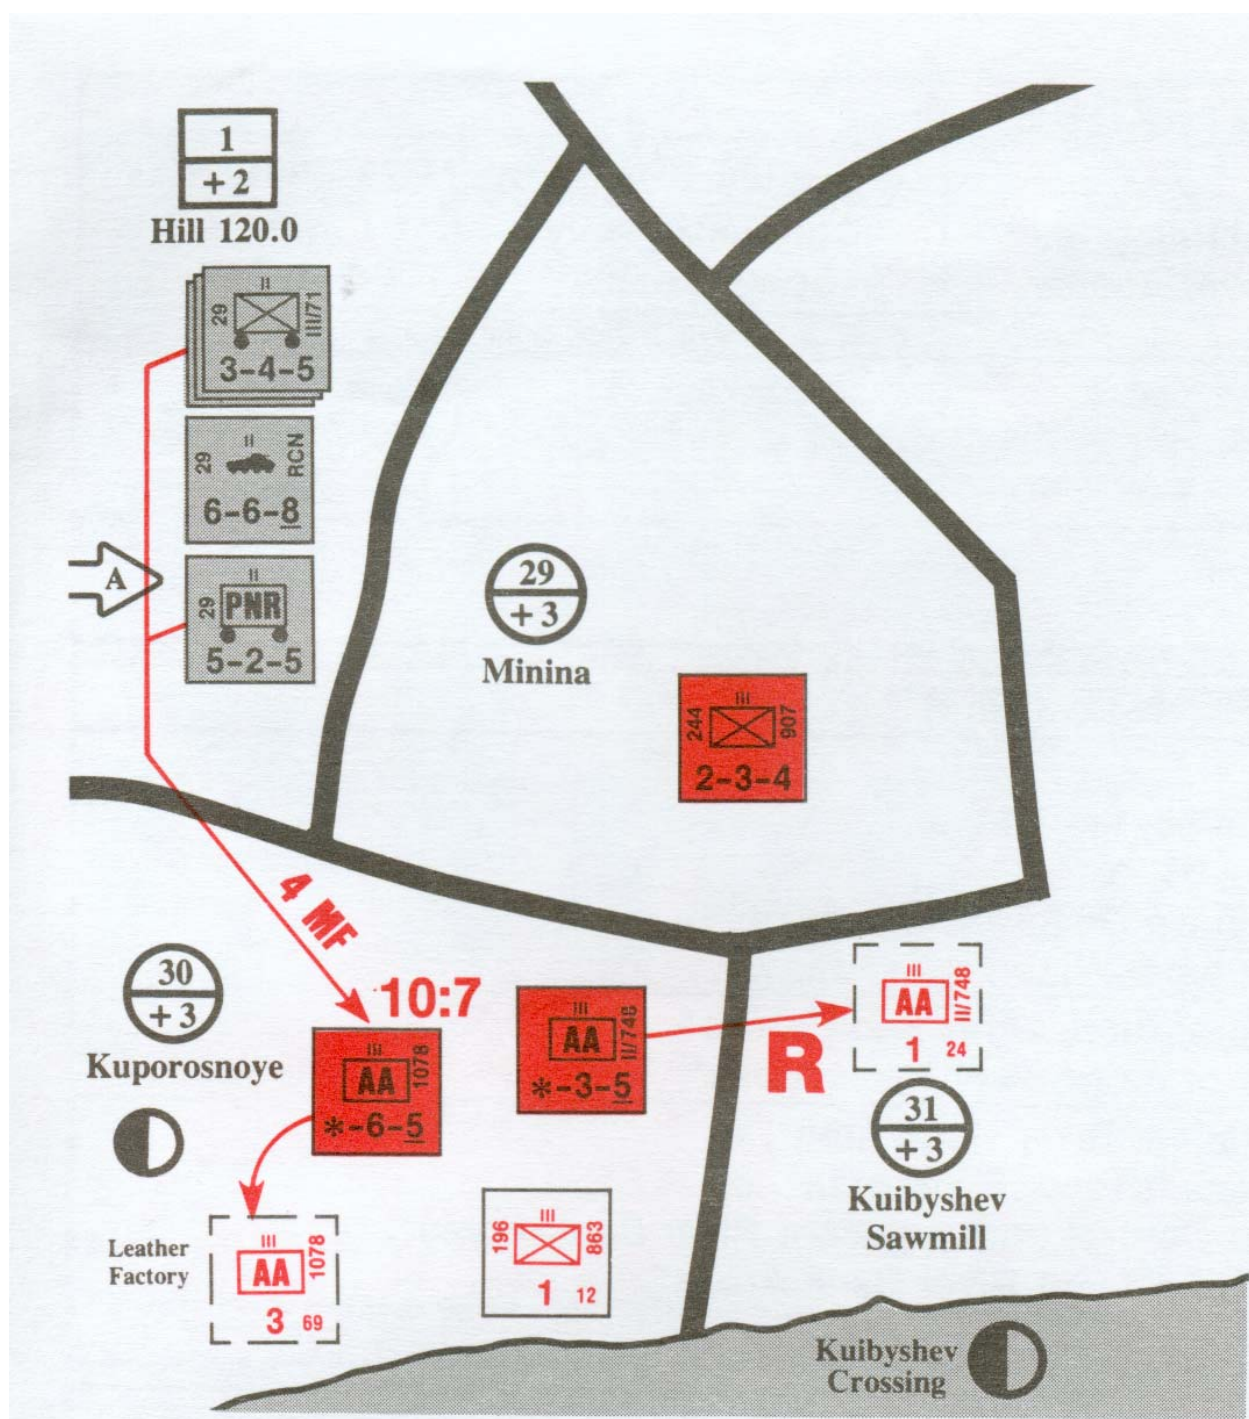 1
+ 2
Hill 120.0
II
29
III/71
3-4-5
II
29
RCN
6-6-8
A
II
29
PNR
5-2-5
29
+ 3
Minina
III
244
907
2-3-4
4 MF
30
+ 3
Kuporosnoye
10:7
III
AA
1078
*-6-5
III
AA
*-3-5
R
III
AA
II/748
1 24
31
+ 3
Kuibyshev
Sawmill
Leather
Factory
III
AA
1078
3 69
III
196
863
1 12
Kuibyshev
Crossing